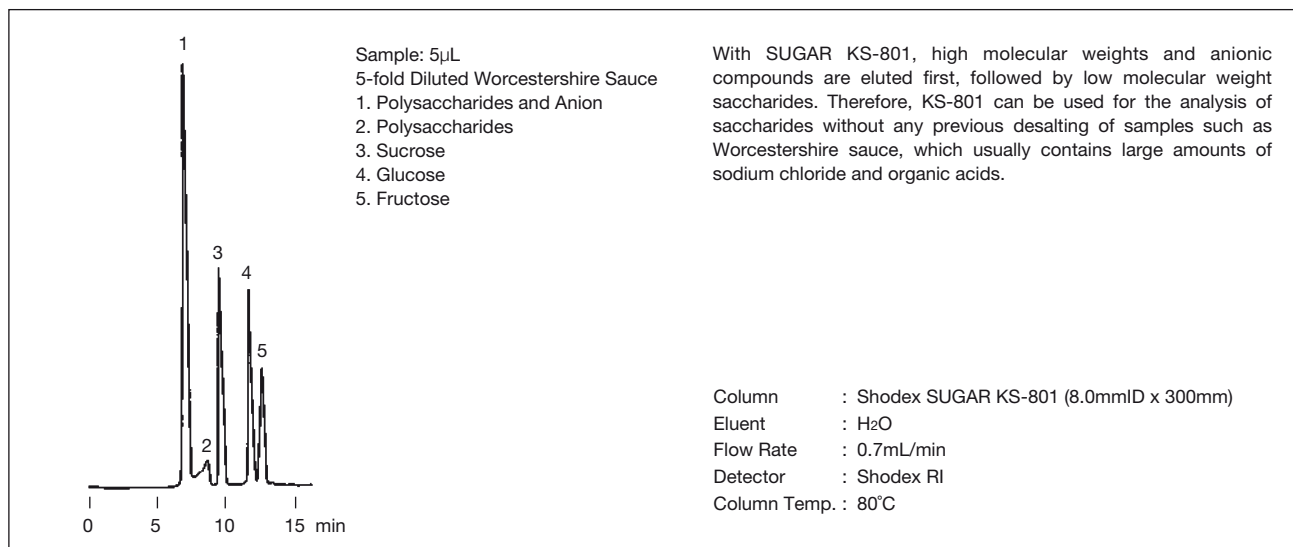 1
2
3
4
5
0 5 10 15 min
Sample: 5µL
5-fold Diluted Worcestershire Sauce
1. Polysaccharides and Anion
2. Polysaccharides
3. Sucrose
4. Glucose
5. Fructose
With SUGAR KS-801, high molecular weights and anionic
compounds are eluted first, followed by low molecular weight
saccharides. Therefore, KS-801 can be used for the analysis of
saccharides without any previous desalting of samples such as
Worcestershire sauce, which usually contains large amounts of
sodium chloride and organic acids.
Column : Shodex SUGAR KS-801 (8.0mmID x 300mm)
Eluent : H2O
Flow Rate : 0.7mL/min
Detector : Shodex RI
Column Temp. : 80˚C